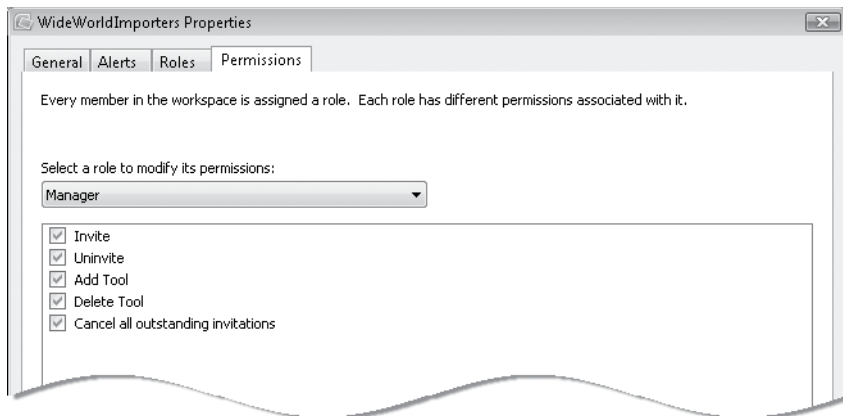 WideWorldImporters Properties
General Alerts Roles Permissions
Every member in the workspace is assigned a role. Each role has different permissions associated with it.
Select a role to modify its permissions:
Manager
Invite
Uninvite
Add Tool
Delete Tool
Cancel all outstanding invitations